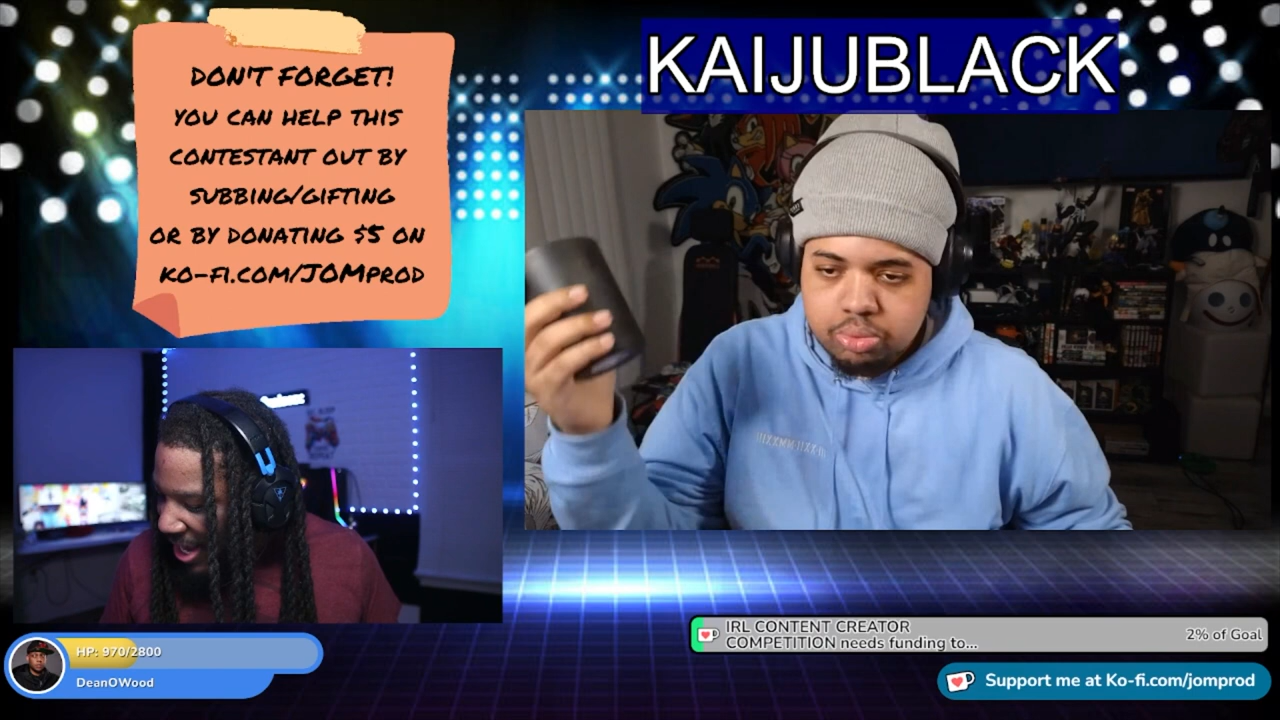 DON'T FORGET!
YOU CAN HELP THIS
CONTESTANT OUT BY
SUBBING/GIFTING
OR BY DONATING $5 ON
KO-FI.COM/JOMPROD
KAIJUBLACK
HP: 970/2800
DeanOWood
IRL CONTENT CREATOR
COMPETITION needs funding to...
2% of Goal
Support me at Ko-fi.com/jomprod